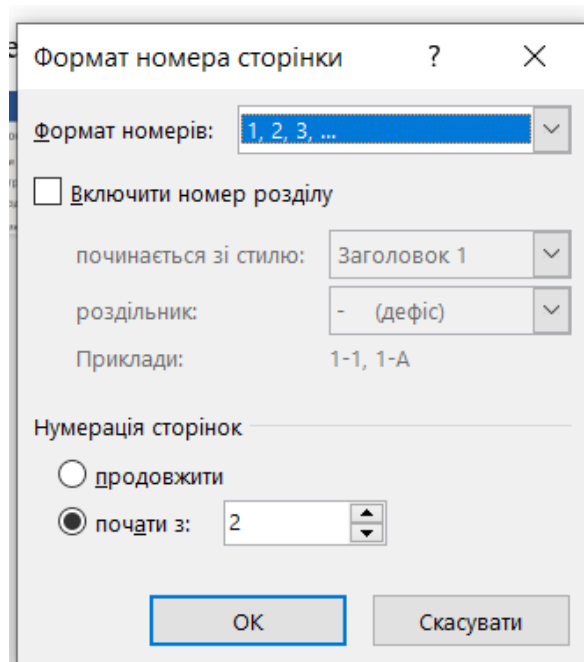 Формат номера сторінки ? ×
Формат номерів: 1, 2, 3, ...
Включити номер розділу
починається зі стилю: Заголовок 1
роздільник: - (дефіс)
Приклади: 1-1, 1-A
Нумерація сторінок
продовжити
почати з: 2
ОК Скасувати